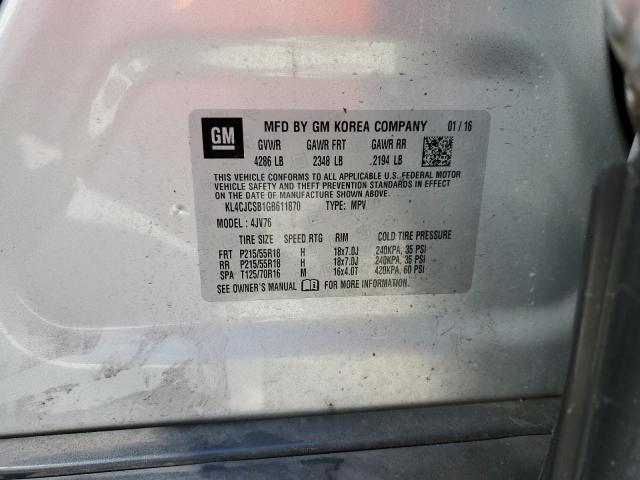 GM MFD BY GM KOREA COMPANY 01/16
GVWR GAWR FRT GAWR RR
4286 LB 2348 LB 2194 LB
THIS VEHICLE CONFORMS TO ALL APPLICABLE U.S. FEDERAL MOTOR
VEHICLE SAFETY AND THEFT PREVENTION STANDARDS IN EFFECT
ON THE DATE OF MANUFACTURE SHOWN ABOVE.
KL4CJCSB1GB611870 TYPE: MPV
MODEL: 4JV76
TIRE SIZE SPEED RTG RIM COLD TIRE PRESSURE
FRT P215/55R18 H 18x7.0J 240KPA, 35 PSI
RR P215/55R18 H 18x7.0J 240KPA, 35 PSI
SPA T125/70R16 M 16x4.0T 420KPA, 60 PSI
SEE OWNER'S MANUAL FOR MORE INFORMATION.